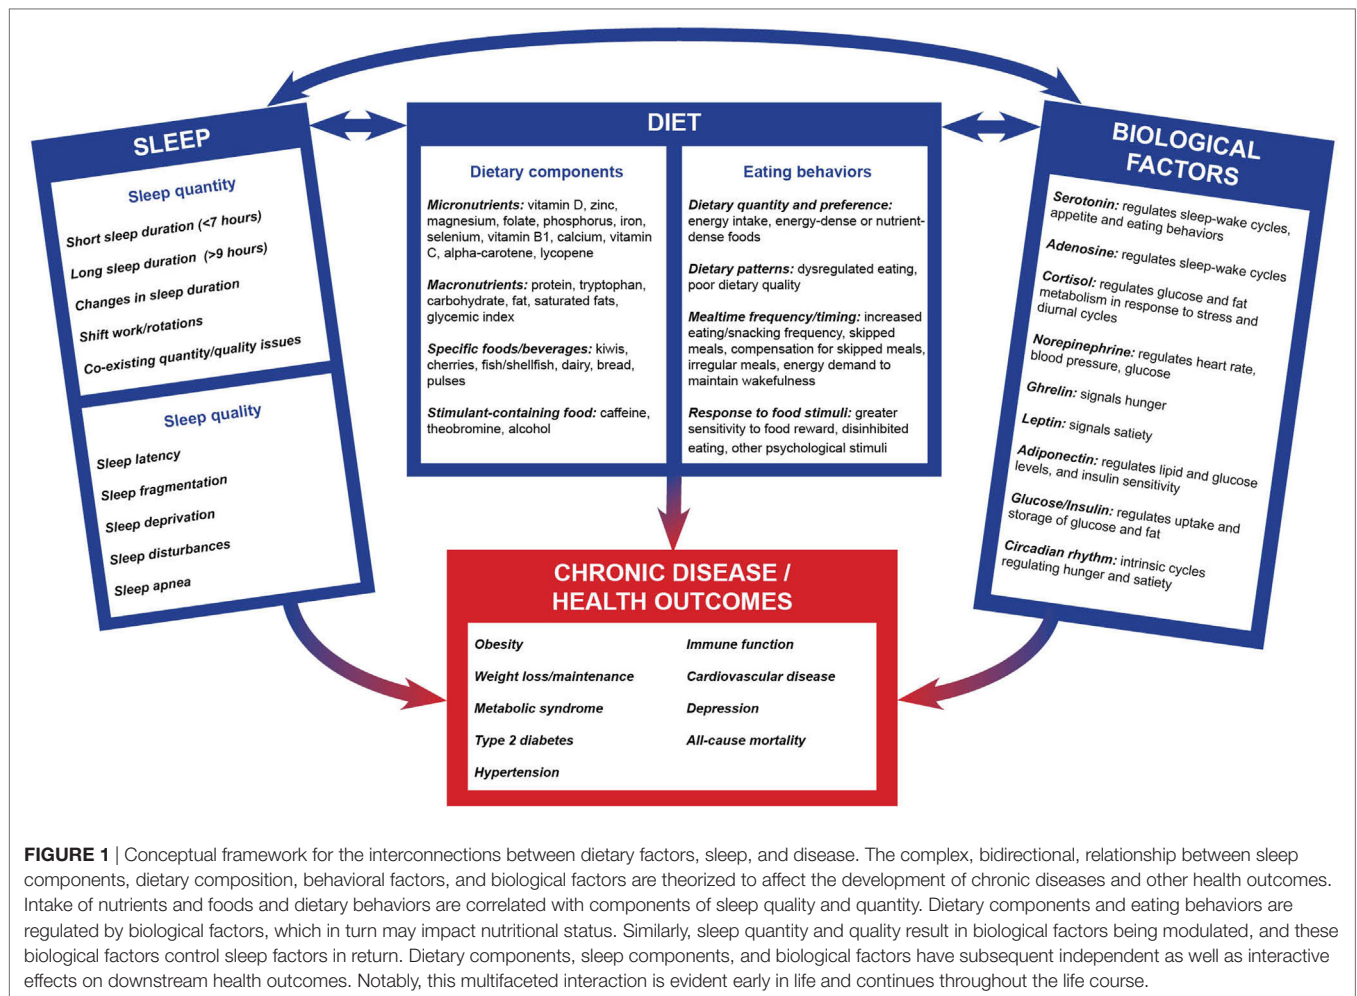 SLEEP
Sleep quantity
Short sleep duration (<7 hours)
Long sleep duration (>9 hours)
Changes in sleep duration
Shift work/rotations
Co-existing quantity/quality issues
Sleep quality
Sleep latency
Sleep fragmentation
Sleep deprivation
Sleep disturbances
Sleep apnea
DIET
Dietary components
Micronutrients: vitamin D, zinc,
magnesium, folate, phosphorus, iron,
selenium, vitamin B1, calcium, vitamin
C, alpha-carotene, lycopene
Macronutrients: protein, tryptophan,
carbohydrate, fat, saturated fats,
glycemic index
Specific foods/beverages: kiwis,
cherries, fish/shellfish, dairy, bread,
pulses
Stimulant-containing food: caffeine,
theobromine, alcohol
Eating behaviors
Dietary quantity and preference:
energy intake, energy-dense or nutrient-
dense foods
Dietary patterns: dysregulated eating,
poor dietary quality
Mealtime frequency/timing: increased
eating/snacking frequency, skipped
meals, compensation for skipped meals,
irregular meals, energy demand to
maintain wakefulness
Response to food stimuli: greater
sensitivity to food reward, disinhibited
eating, other psychological stimuli
BIOLOGICAL
FACTORS
Serotonin: regulates sleep-wake cycles,
appetite and eating behaviors
Adenosine: regulates sleep-wake cycles
Cortisol: regulates glucose and fat
metabolism in response to stress and
diurnal cycles
Norepinephrine: regulates heart rate,
blood pressure, glucose
Ghrelin: signals hunger
Leptin: signals satiety
Adiponectin: regulates lipid and glucose
levels, and insulin sensitivity
Glucose/Insulin: regulates uptake and
storage of glucose and fat
Circadian rhythm: intrinsic cycles
regulating hunger and satiety
CHRONIC DISEASE /
HEALTH OUTCOMES
Obesity
Weight loss/maintenance
Metabolic syndrome
Type 2 diabetes
Hypertension
Immune function
Cardiovascular disease
Depression
All-cause mortality
FIGURE 1 | Conceptual framework for the interconnections between dietary factors, sleep, and disease. The complex, bidirectional, relationship between sleep
components, dietary composition, behavioral factors, and biological factors are theorized to affect the development of chronic diseases and other health outcomes.
Intake of nutrients and foods and dietary behaviors are correlated with components of sleep quality and quantity. Dietary components and eating behaviors are
regulated by biological factors, which in turn may impact nutritional status. Similarly, sleep quantity and quality result in biological factors being modulated, and these
biological factors control sleep factors in return. Dietary components, sleep components, and biological factors have subsequent independent as well as interactive
effects on downstream health outcomes. Notably, this multifaceted interaction is evident early in life and continues throughout the life course.